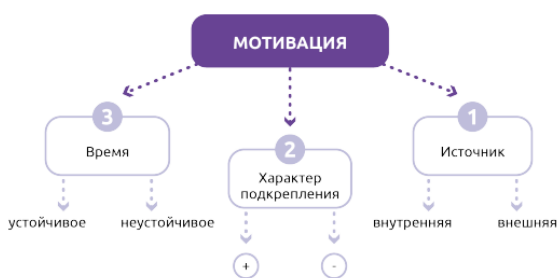 МОТИВАЦИЯ
3
Время
устойчивое
неустойчивое
2
Характер
подкрепления
+
-
1
Источник
внутренняя
внешняя